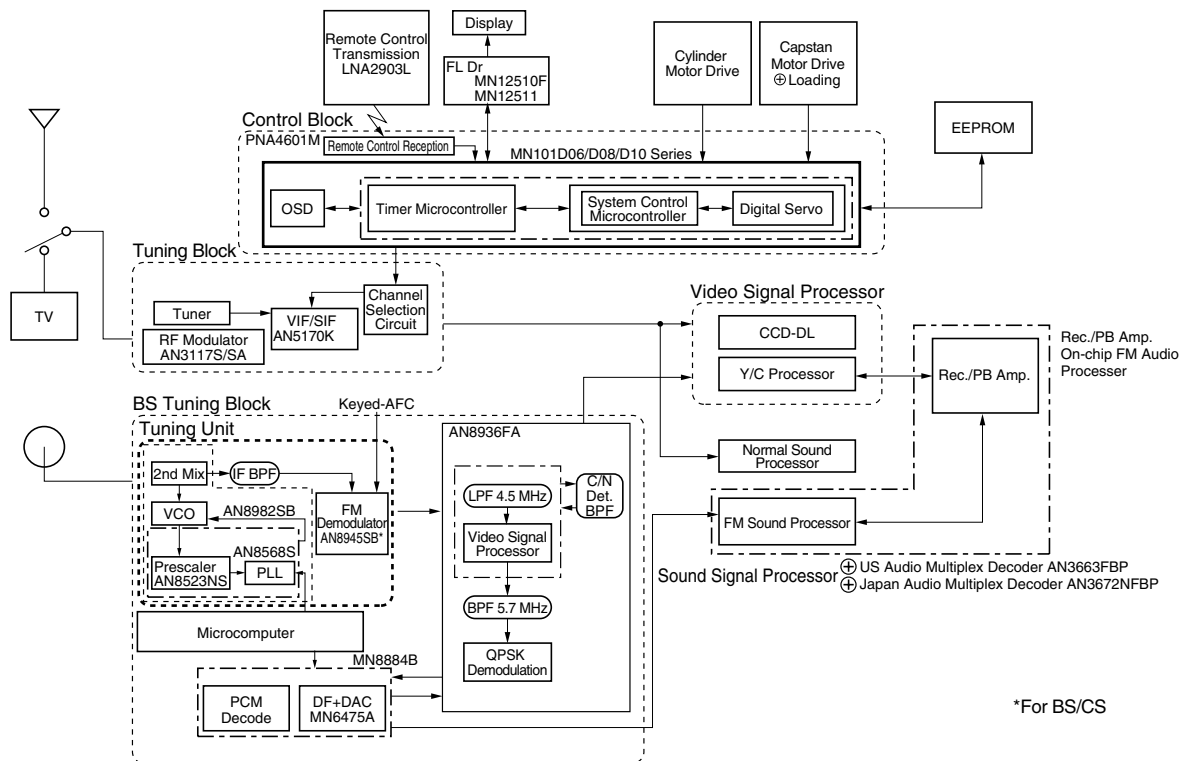 Remote Control
Transmission
LNA2903L
Display
FL Dr
MN12510F
MN12511
Cylinder
Motor Drive
Capstan
Motor Drive
⊕Loading
EEPROM
Control Block
PNA4601M
Remote Control Reception
MN101D06/D08/D10 Series
OSD
Timer Microcontroller
System Control
Microcontroller
Digital Servo
TV
Tuning Block
Tuner
RF Modulator
AN3117S/SA
VIF/SIF
AN5170K
Channel
Selection
Circuit
Video Signal Processor
CCD-DL
Y/C Processor
Rec./PB Amp.
Rec./PB Amp.
On-chip FM Audio
Processer
Normal Sound
Processor
FM Sound Processor
Sound Signal Processor
⊕ US Audio Multiplex Decoder AN3663FBP
⊕ Japan Audio Multiplex Decoder AN3672NFBP
BS Tuning Block
Keyed-AFC
Tuning Unit
2nd Mix
IF BPF
VCO
AN8982SB
FM
Demodulator
AN8945SB*
AN8568S
Prescaler
AN8523NS
PLL
Microcomputer
MN8884B
PCM
Decode
DF+DAC
MN6475A
AN8936FA
LPF 4.5 MHz
C/N
Det.
BPF
Video Signal
Processor
BPF 5.7 MHz
QPSK
Demodulation
*For BS/CS